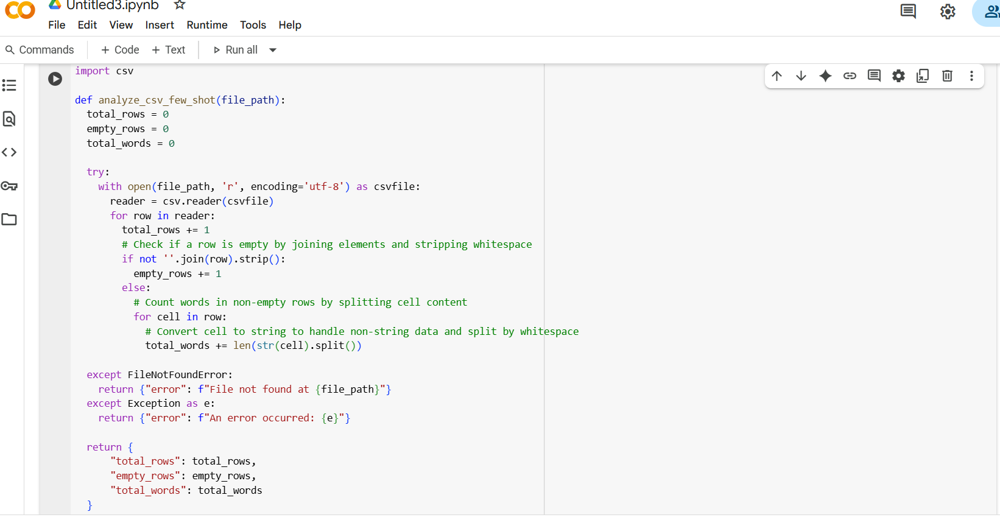 Untitled3.ipynb
File Edit View Insert Runtime Tools Help
Commands + Code + Text Run all
import csv

def analyze_csv_few_shot(file_path):
  total_rows = 0
  empty_rows = 0
  total_words = 0

  try:
    with open(file_path, 'r', encoding='utf-8') as csvfile:
      reader = csv.reader(csvfile)
      for row in reader:
        total_rows += 1
        # Check if a row is empty by joining elements and stripping whitespace
        if not ''.join(row).strip():
          empty_rows += 1
        else:
          # Count words in non-empty rows by splitting cell content
          for cell in row:
            # Convert cell to string to handle non-string data and split by whitespace
            total_words += len(str(cell).split())

  except FileNotFoundError:
    return {"error": f"File not found at {file_path}"}
  except Exception as e:
    return {"error": f"An error occurred: {e}"}

  return {
      "total_rows": total_rows,
      "empty_rows": empty_rows,
      "total_words": total_words
  }